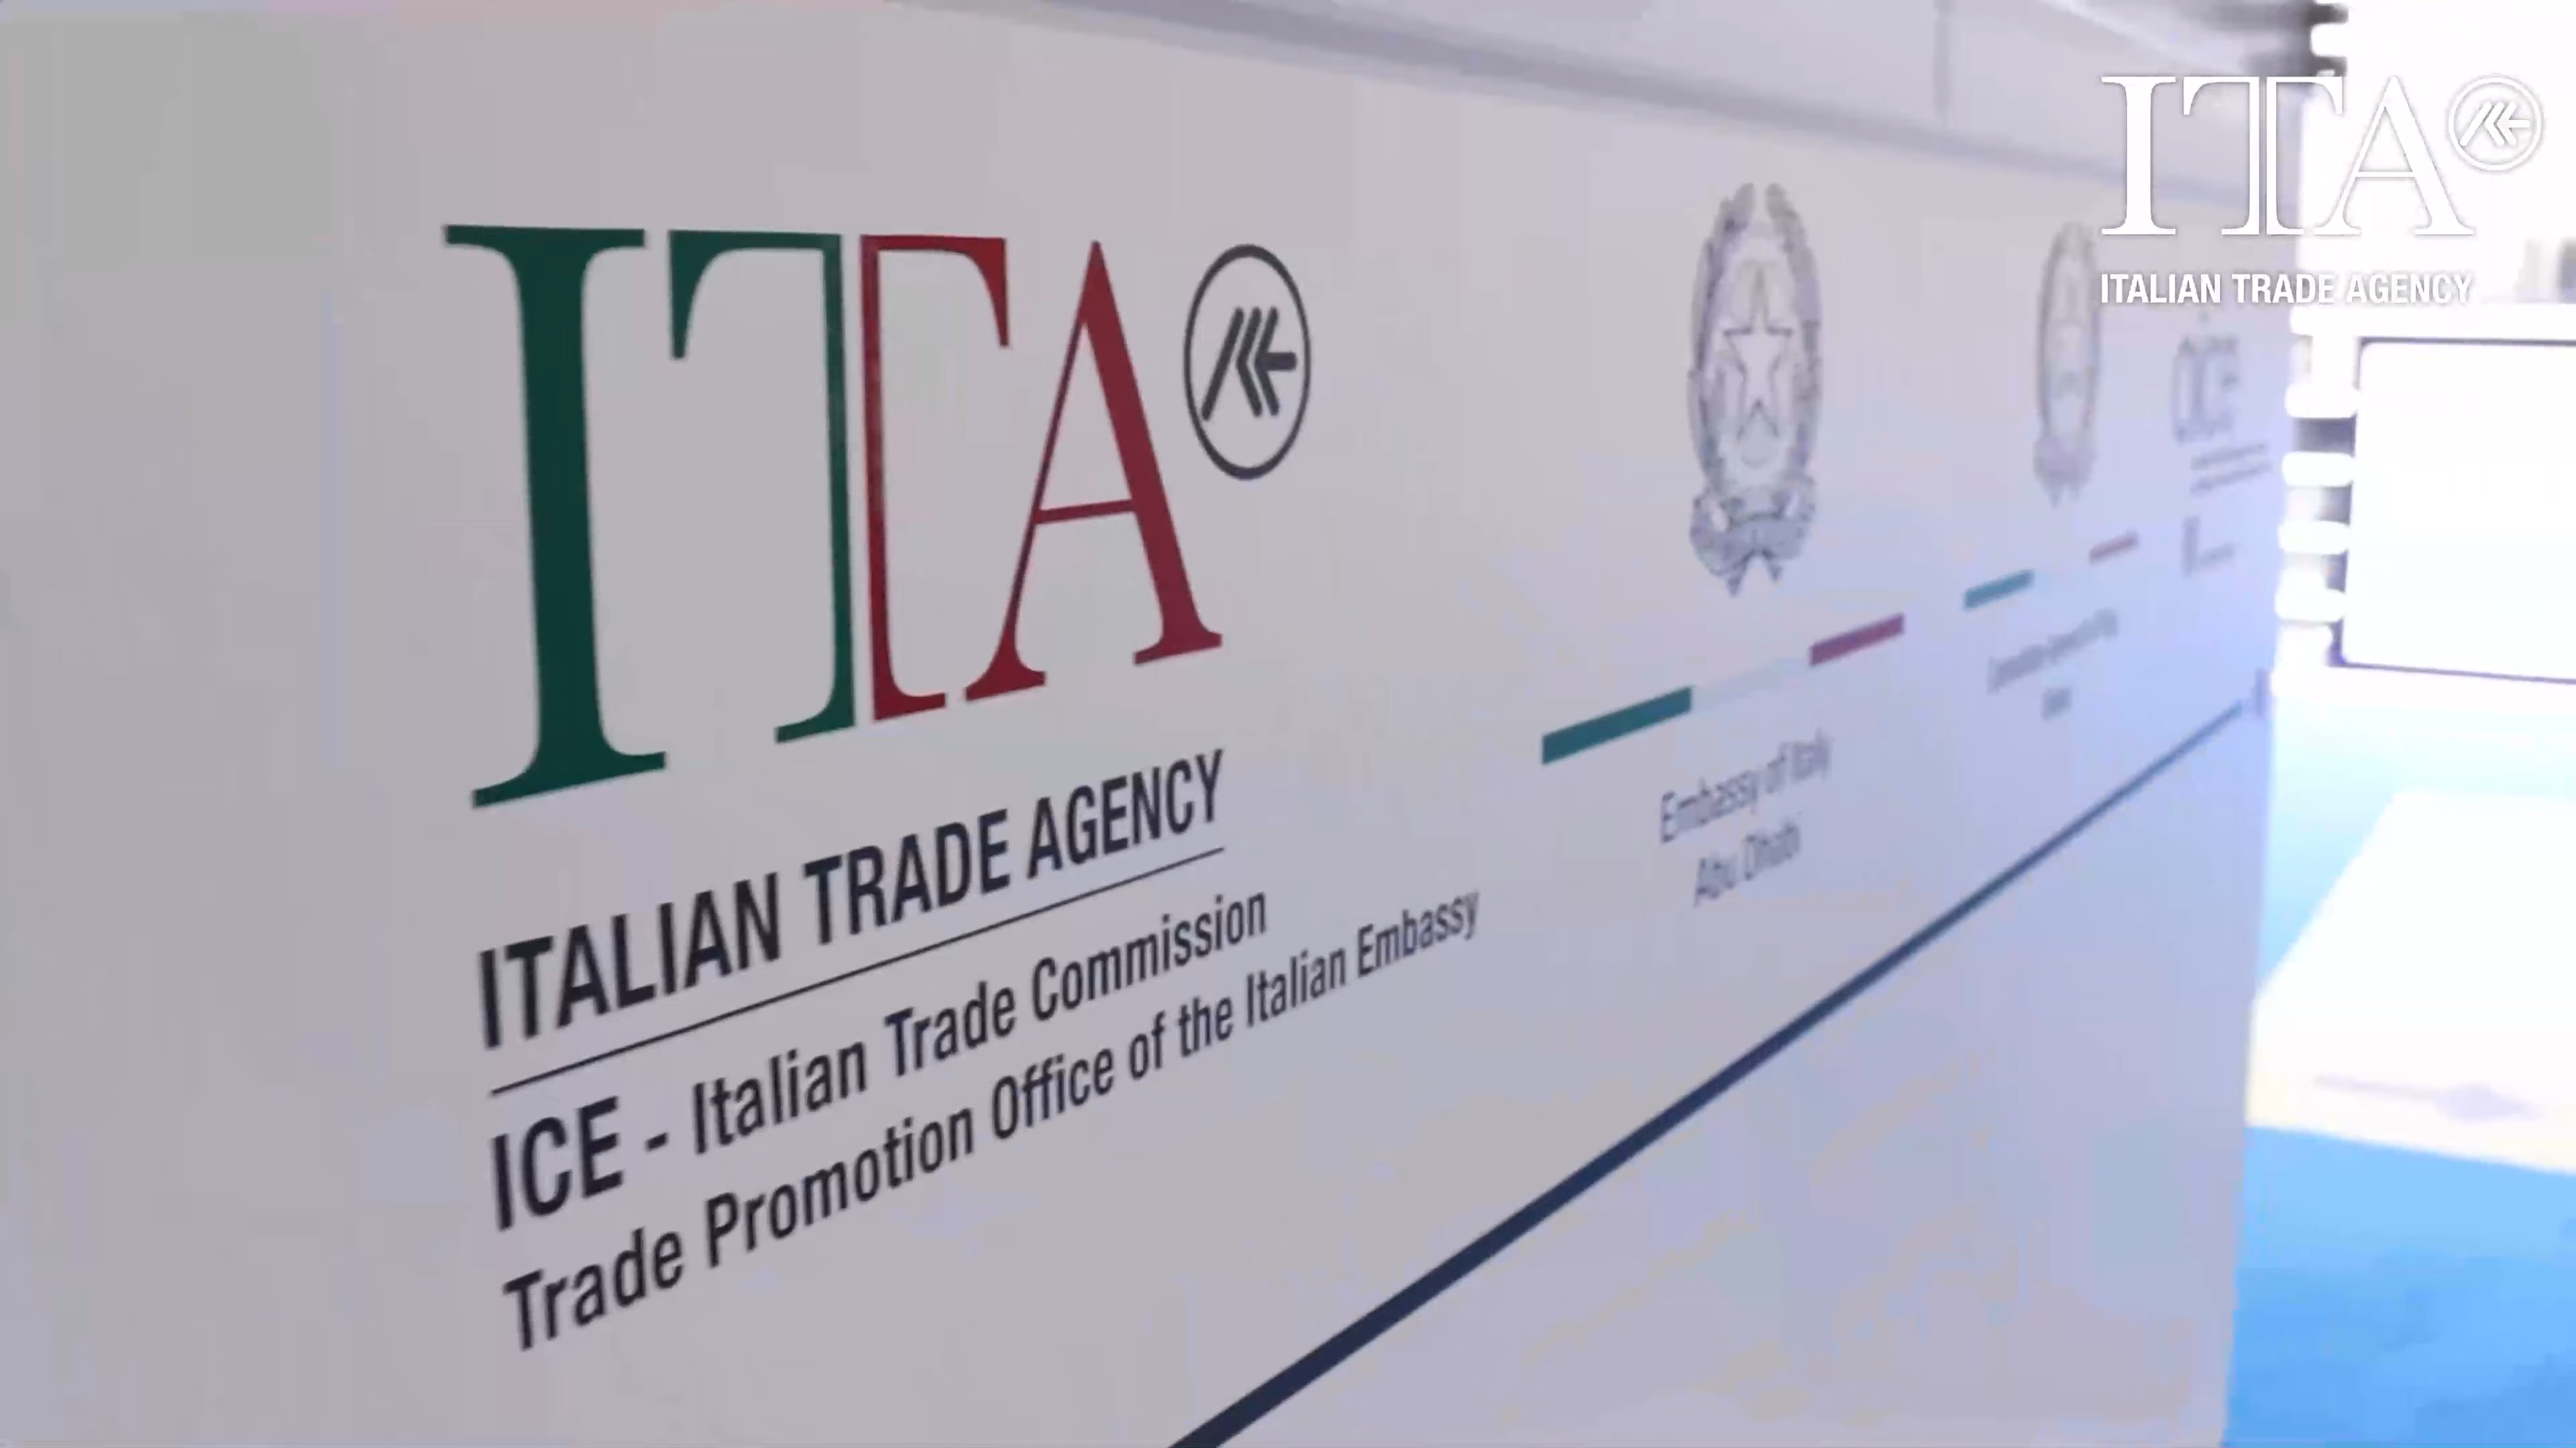 ITA
ITALIAN TRADE AGENCY
ICE - Italian Trade Commission
Trade Promotion Office of the Italian Embassy
Embassy of Italy
Abu Dhabi
ITA
ITALIAN TRADE AGENCY